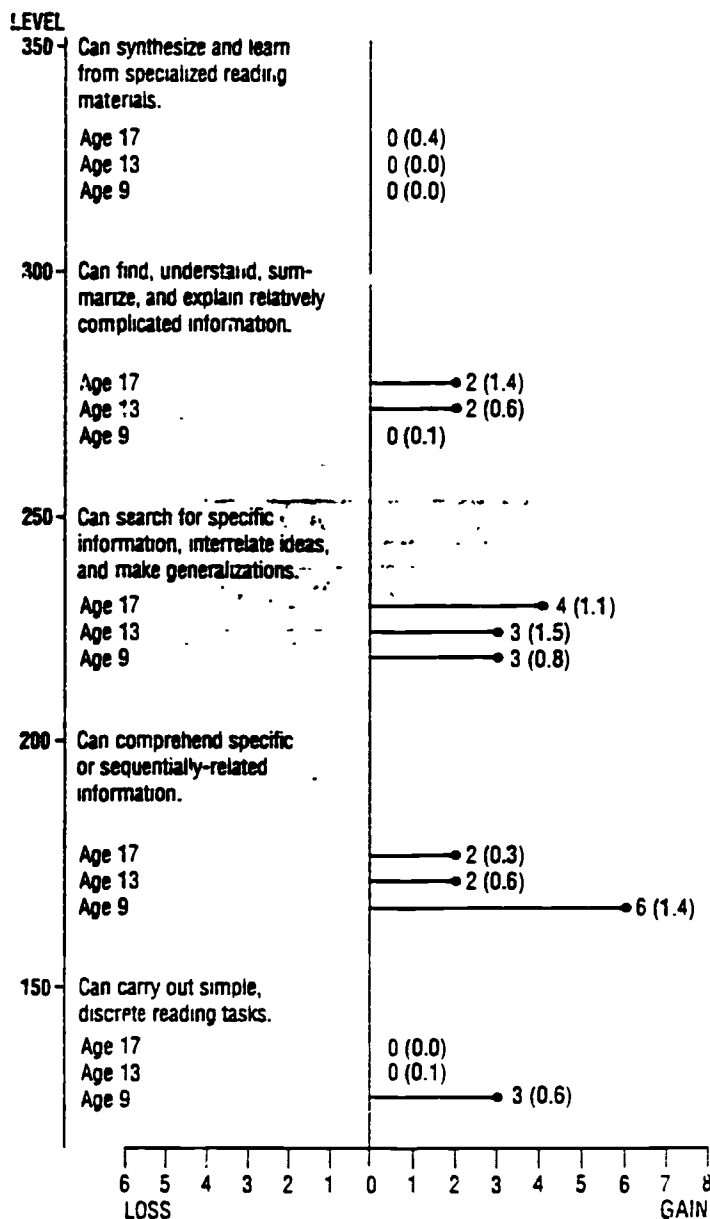 LEVEL
350 Can synthesize and learn
from specialized reading
materials.
Age 17 0 (0.4)
Age 13 0 (0.0)
Age 9 0 (0.0)
300 Can find, understand, sum-
marize, and explain relatively
complicated information.
Age 17 2 (1.4)
Age 13 2 (0.6)
Age 9 0 (0.1)
250 Can search for specific
information, interrelate ideas,
and make generalizations.
Age 17 4 (1.1)
Age 13 3 (1.5)
Age 9 3 (0.8)
200 Can comprehend specific
or sequentially-related
information.
Age 17 2 (0.3)
Age 13 2 (0.6)
Age 9 6 (1.4)
150 Can carry out simple,
discrete reading tasks.
Age 17 0 (0.0)
Age 13 0 (0.1)
Age 9 3 (0.6)
6 5 4 3 2 1 0 1 2 3 4 5 6 7 8
LOSS GAIN